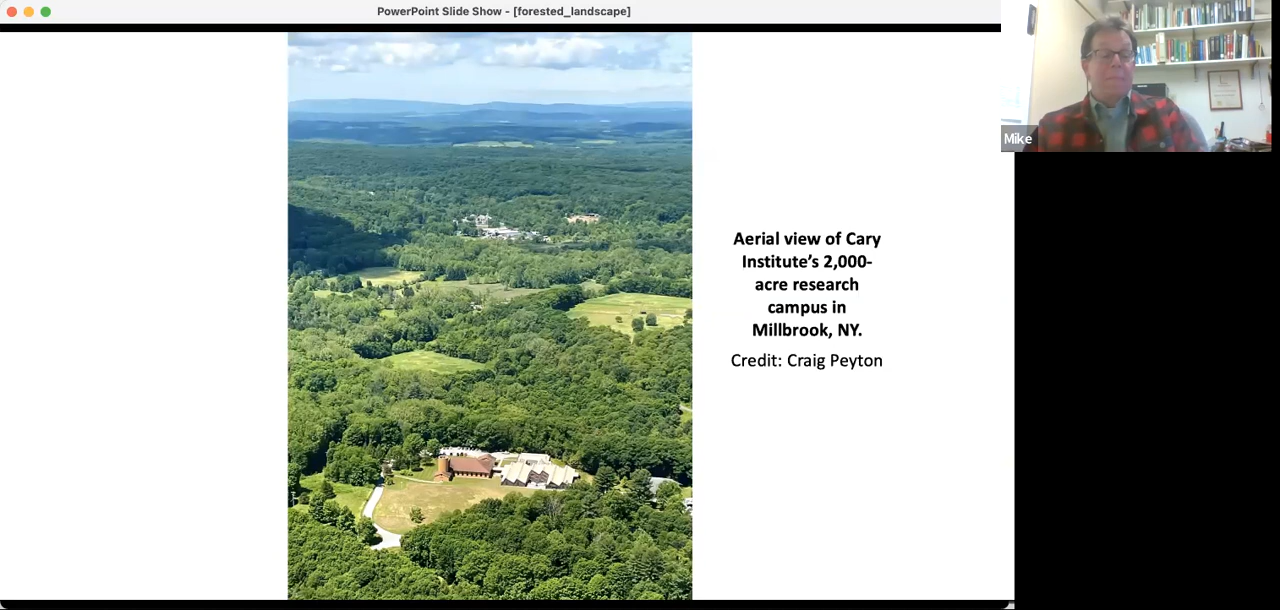 PowerPoint Slide Show - [forested_landscape]
Mike
Aerial view of Cary
Institute’s 2,000-
acre research
campus in
Millbrook, NY.
Credit: Craig Peyton